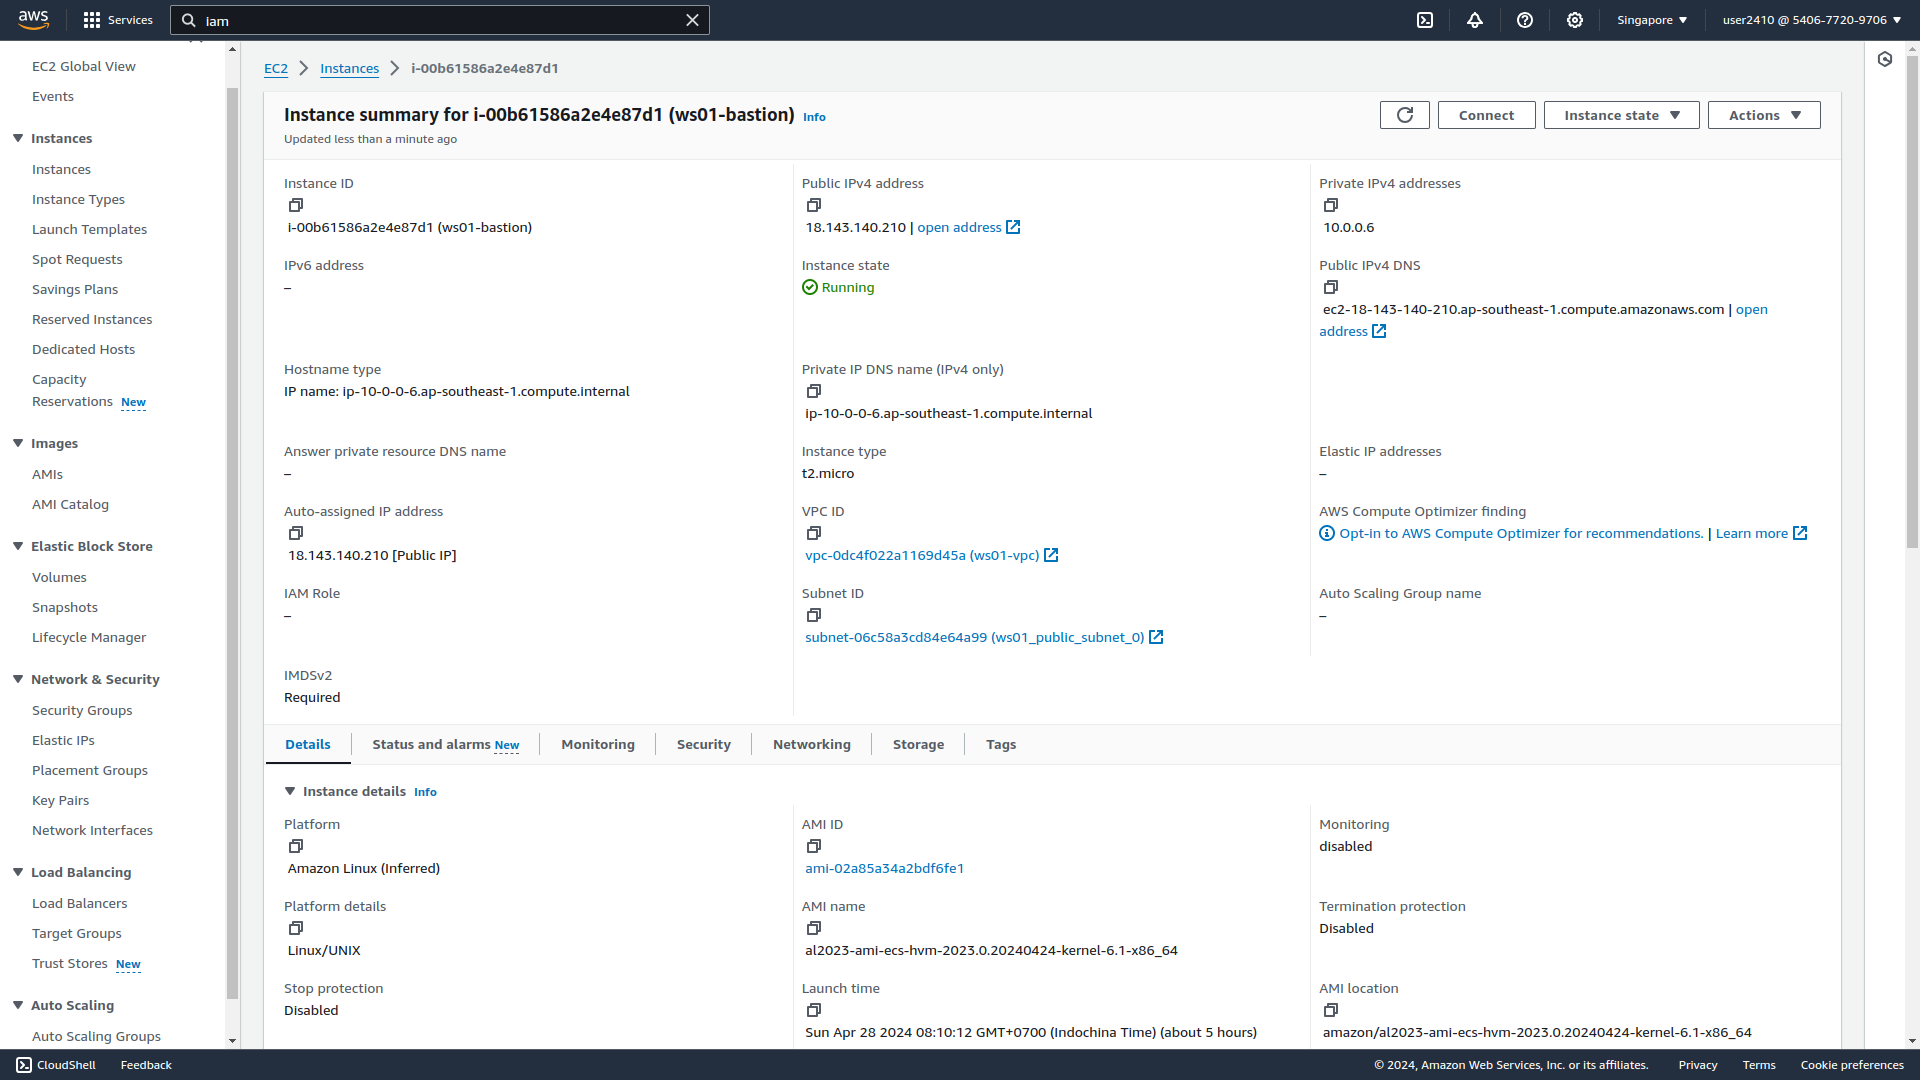 aws
Services
iam
Singapore
user2410 @ 5406-7720-9706
EC2 Global View
Events
Instances
Instances
Instance Types
Launch Templates
Spot Requests
Savings Plans
Reserved Instances
Dedicated Hosts
Capacity
Reservations New
Images
AMIs
AMI Catalog
Elastic Block Store
Volumes
Snapshots
Lifecycle Manager
Network & Security
Security Groups
Elastic IPs
Placement Groups
Key Pairs
Network Interfaces
Load Balancing
Load Balancers
Target Groups
Trust Stores New
Auto Scaling
Auto Scaling Groups
EC2 > Instances > i-00b61586a2e4e87d1
Instance summary for i-00b61586a2e4e87d1 (ws01-bastion) Info
Updated less than a minute ago
Connect
Instance state
Actions
Instance ID
i-00b61586a2e4e87d1 (ws01-bastion)
Public IPv4 address
18.143.140.210 | open address
Private IPv4 addresses
10.0.0.6
IPv6 address
–
Instance state
Running
Public IPv4 DNS
ec2-18-143-140-210.ap-southeast-1.compute.amazonaws.com | open
address
Hostname type
IP name: ip-10-0-0-6.ap-southeast-1.compute.internal
Private IP DNS name (IPv4 only)
ip-10-0-0-6.ap-southeast-1.compute.internal
Answer private resource DNS name
–
Instance type
t2.micro
Elastic IP addresses
–
Auto-assigned IP address
18.143.140.210 [Public IP]
VPC ID
vpc-0dc4f022a1169d45a (ws01-vpc)
AWS Compute Optimizer finding
Opt-in to AWS Compute Optimizer for recommendations. | Learn more
IAM Role
–
Subnet ID
subnet-06c58a3cd84e64a99 (ws01_public_subnet_0)
Auto Scaling Group name
–
IMDSv2
Required
Details
Status and alarms New
Monitoring
Security
Networking
Storage
Tags
Instance details Info
Platform
Amazon Linux (Inferred)
AMI ID
ami-02a85a34a2bdf6fe1
Monitoring
disabled
Platform details
Linux/UNIX
AMI name
al2023-ami-ecs-hvm-2023.0.20240424-kernel-6.1-x86_64
Termination protection
Disabled
Stop protection
Disabled
Launch time
Sun Apr 28 2024 08:10:12 GMT+0700 (Indochina Time) (about 5 hours)
AMI location
amazon/al2023-ami-ecs-hvm-2023.0.20240424-kernel-6.1-x86_64
CloudShell
Feedback
© 2024, Amazon Web Services, Inc. or its affiliates.
Privacy
Terms
Cookie preferences